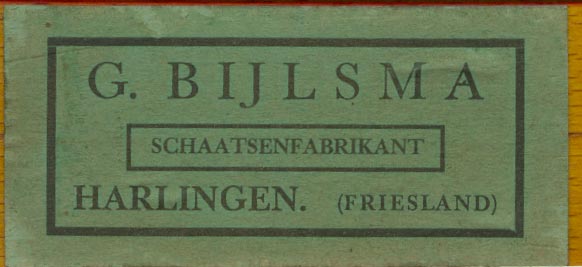 G. BIJLSMA
SCHAATSENFABRIKANT
HARLINGEN. (FRIESLAND)